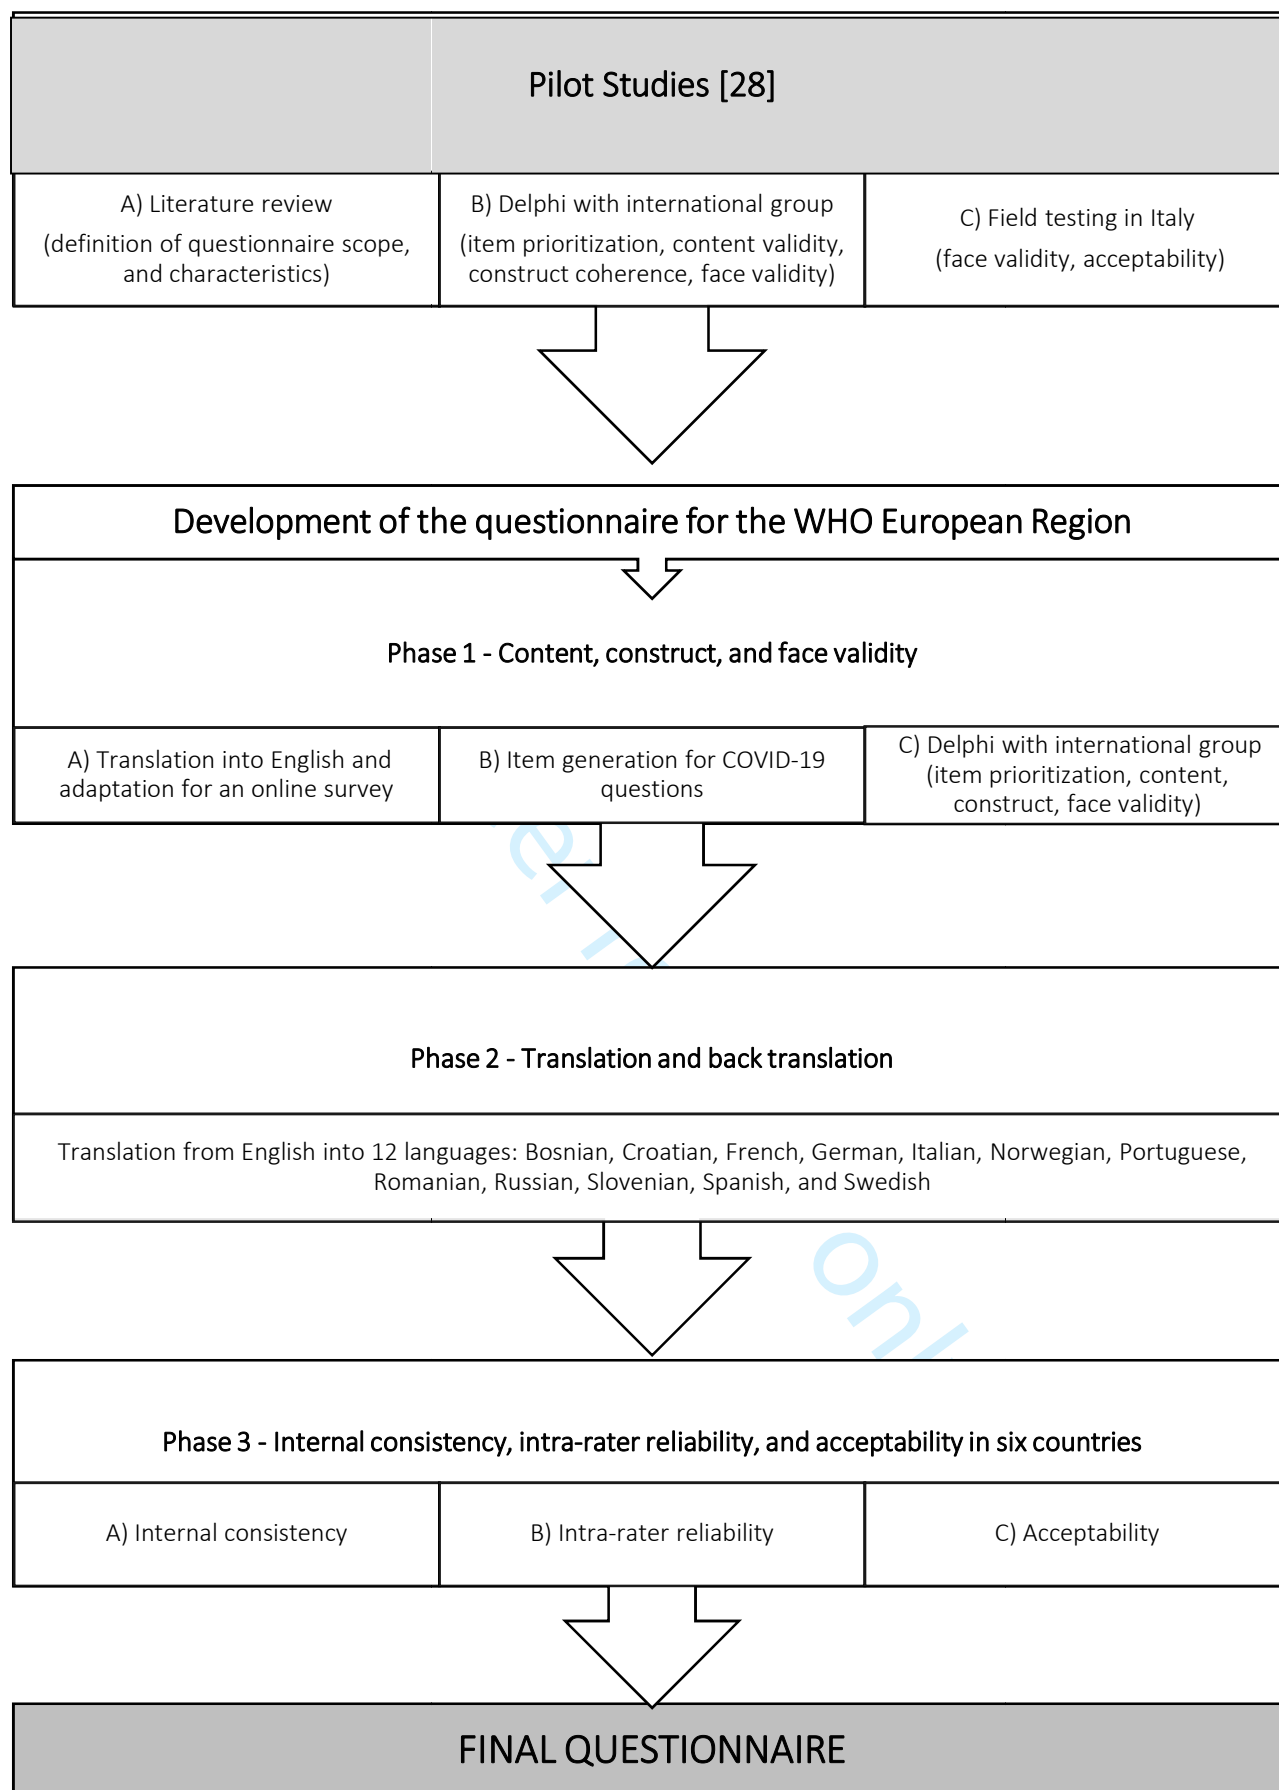 Pilot Studies [28]
A) Literature review
(definition of questionnaire scope,
and characteristics)
B) Delphi with international group
(item prioritization, content validity,
construct coherence, face validity)
C) Field testing in Italy
(face validity, acceptability)
Development of the questionnaire for the WHO European Region
Phase 1 - Content, construct, and face validity
A) Translation into English and
adaptation for an online survey
B) Item generation for COVID-19
questions
C) Delphi with international group
(item prioritization, content,
construct, face validity)
Phase 2 - Translation and back translation
Translation from English into 12 languages: Bosnian, Croatian, French, German, Italian, Norwegian, Portuguese,
Romanian, Russian, Slovenian, Spanish, and Swedish
Phase 3 - Internal consistency, intra-rater reliability, and acceptability in six countries
A) Internal consistency
B) Intra-rater reliability
C) Acceptability
FINAL QUESTIONNAIRE